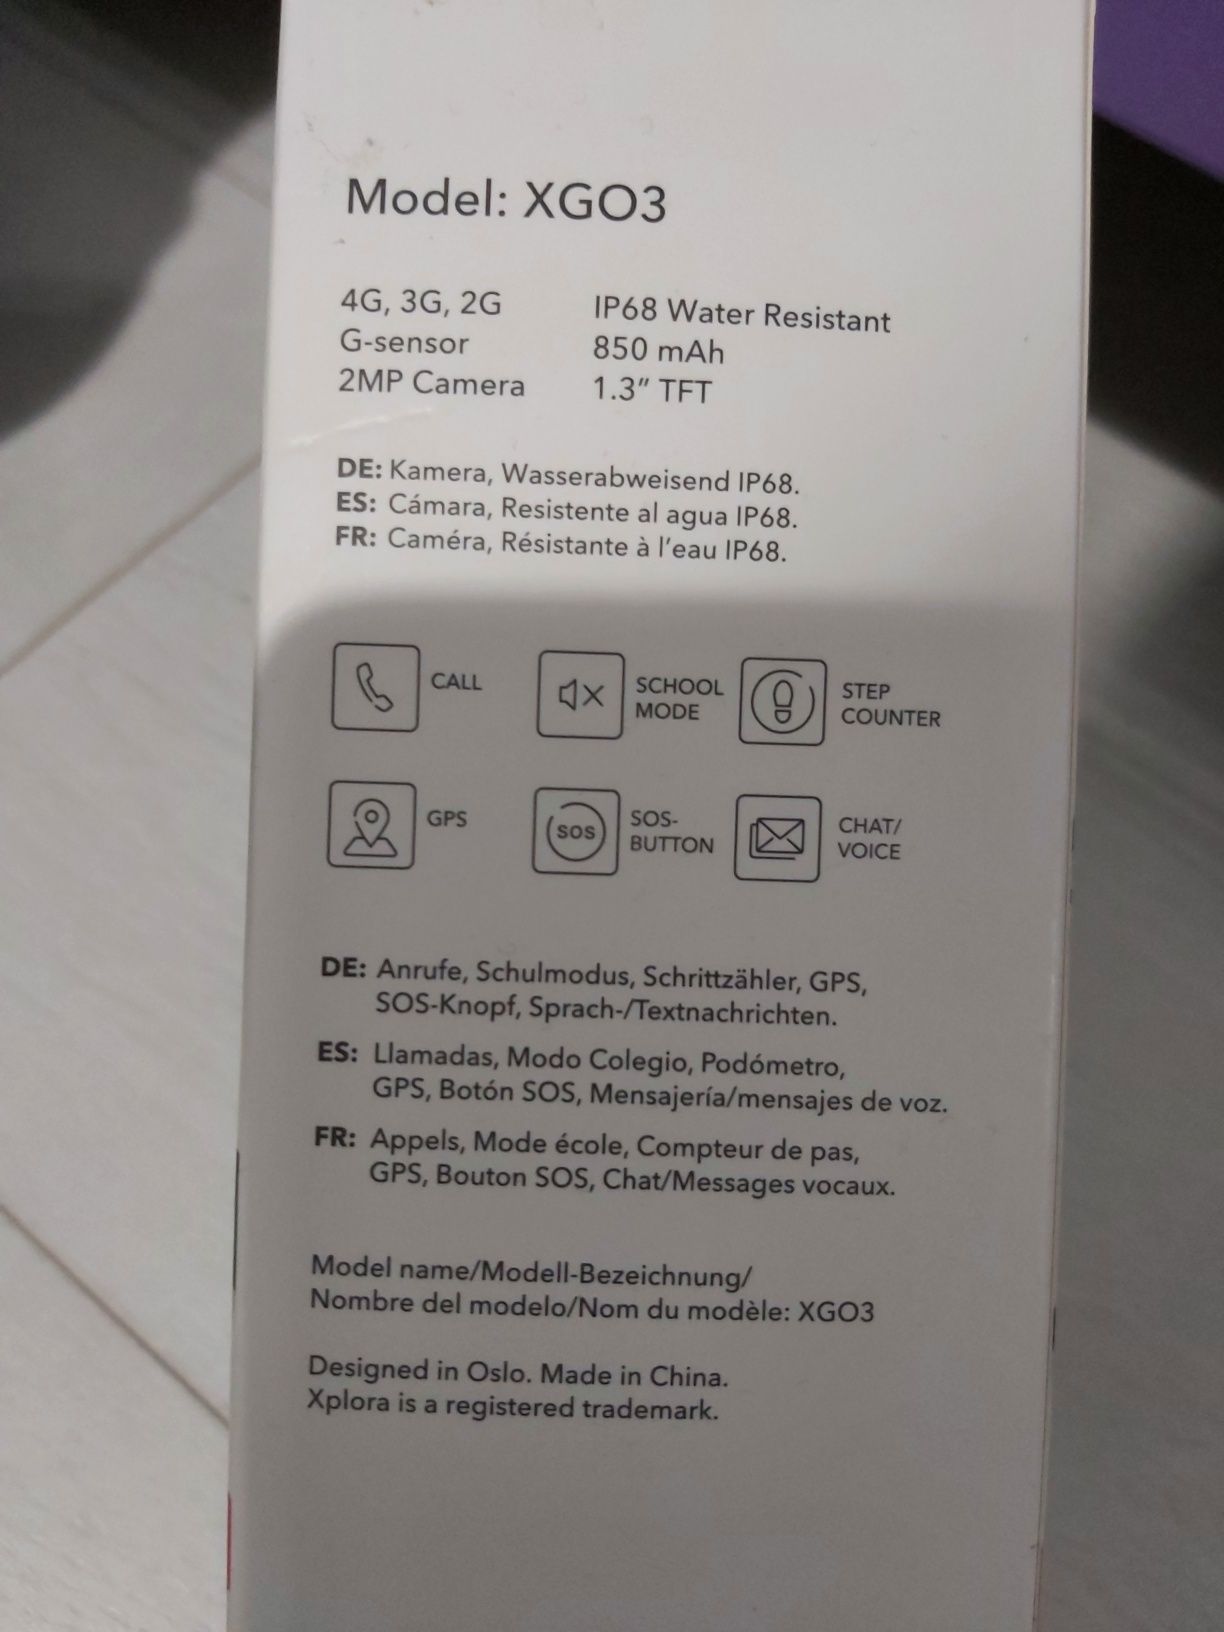 Model: XGO3
4G, 3G, 2G
G-sensor
2MP Camera
IP68 Water Resistant
850 mAh
1.3" TFT
DE: Kamera, Wasserabweisend IP68.
ES: Cámara, Resistente al agua IP68.
FR: Caméra, Résistante à l'eau IP68.
CALL
SCHOOL
MODE
STEP
COUNTER
GPS
SOS
SOS-
BUTTON
CHAT/
VOICE
DE: Anrufe, Schulmodus, Schrittzähler, GPS,
SOS-Knopf, Sprach-/Textnachrichten.
ES: Llamadas, Modo Colegio, Podómetro,
GPS, Botón SOS, Mensajería/mensajes de voz.
FR: Appels, Mode école, Compteur de pas,
GPS, Bouton SOS, Chat/Messages vocaux.
Model name/Modell-Bezeichnung/
Nombre del modelo/Nom du modèle: XGO3
Designed in Oslo. Made in China.
Xplora is a registered trademark.